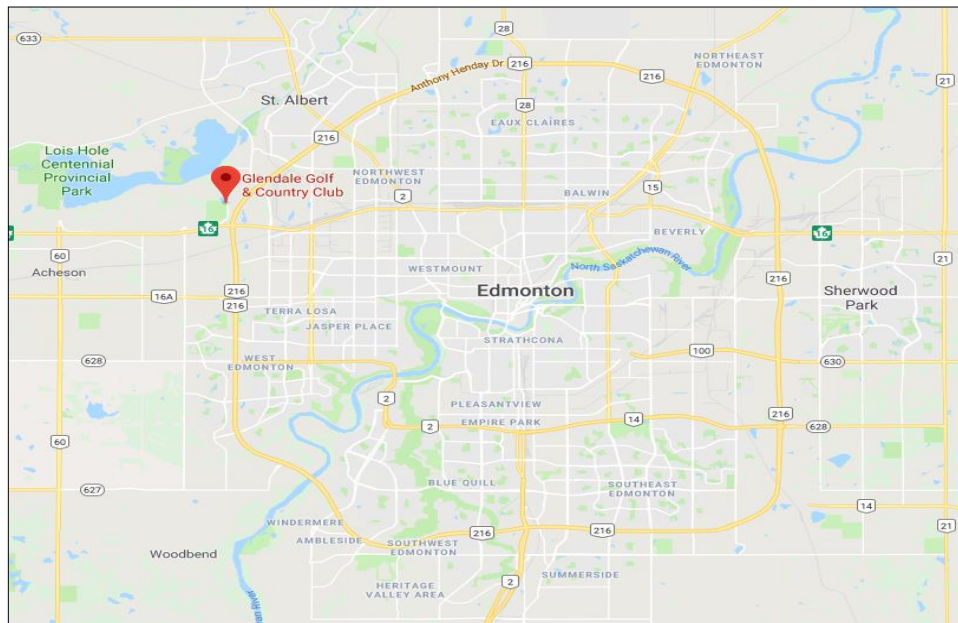 633
28
216
Anthony Henday Dr
216
NORTHEAST
EDMONTON
21
St. Albert
28
216
EAUX CLAIRES
Lois Hole
Centennial
Provincial
Park
Glendale Golf
& Country Club
NORTHWEST
EDMONTON
2
BALWIN
15
16
60
BEVERLY
16
21
Acheson
WESTMOUNT
North Saskatchewan River
216
16A
216
216
Edmonton
Sherwood
Park
TERRA LOSA
JASPER PLACE
STRATHCONA
628
WEST
EDMONTON
100
630
2
PLEASANTVIEW
14
216
60
2
EMPIRE PARK
628
627
BLUE QUILL
SOUTHEAST
EDMONTON
14
WINDERMERE
AMBLESIDE
216
216
21
Woodbend
SOUTHWEST
EDMONTON
2
SUMMERSIDE
HERITAGE
VALLEY AREA
River